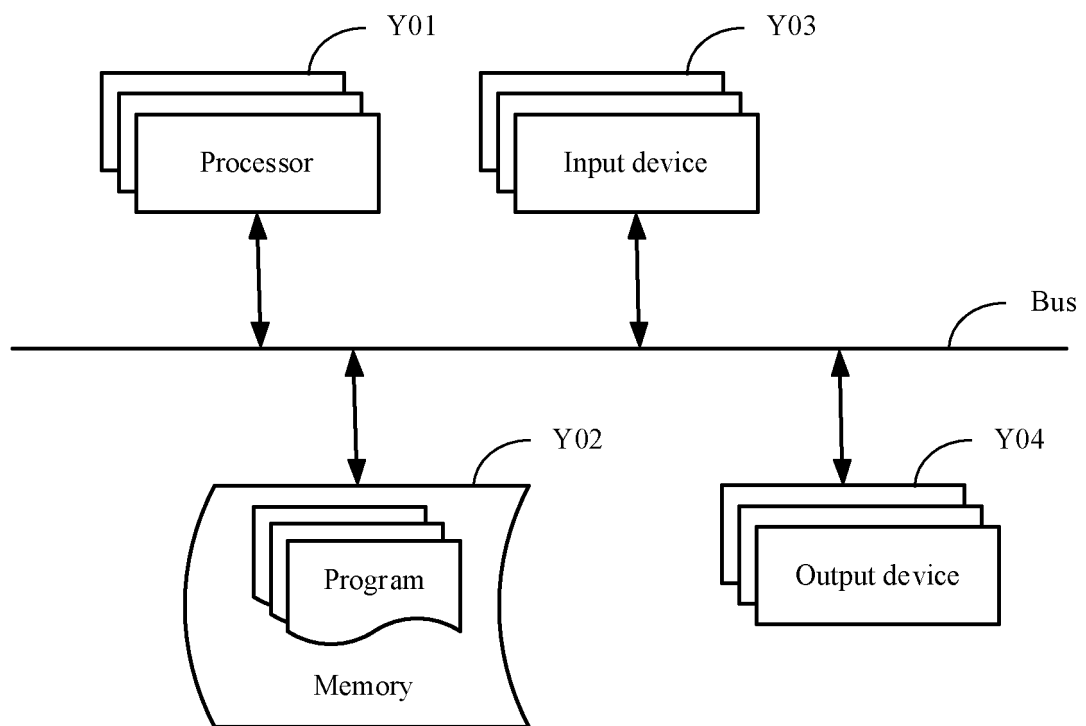 Y01
Y03
Processor
Input device
Bus
Y02
Y04
Program
Output device
Memory